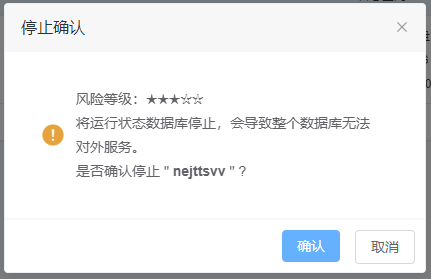 停止确认
风险等级：★★★☆☆
将运行状态数据库停止，会导致整个数据库无法
对外服务。
是否确认停止 " nejttsvv "？
确认
取消